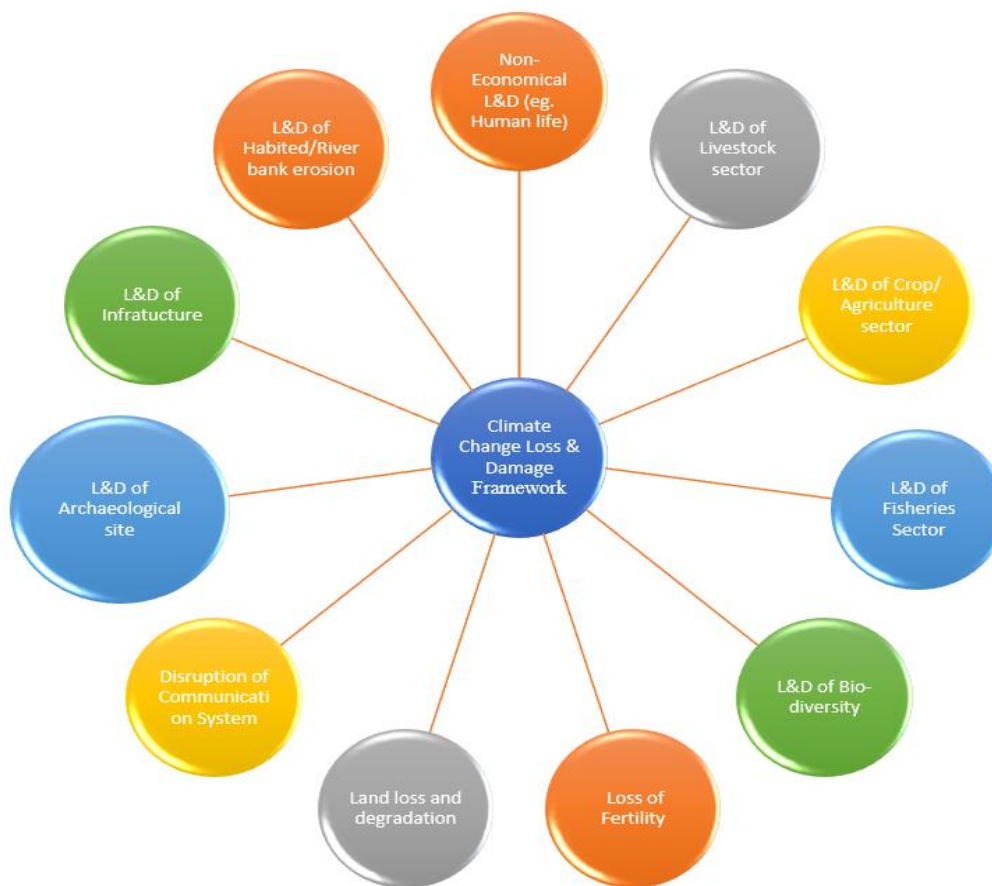 Non-
Economical
L&D (eg.
Human life)
L&D of
Livestock
sector
L&D of Crop/
Agriculture
sector
L&D of
Fisheries
Sector
L&D of Bio-
diversity
Loss of
Fertility
Land loss and
degradation
Disruption of
Communicati
on System
L&D of
Archaeological
site
L&D of
Infratucture
L&D of
Habited/River
bank erosion
Climate
Change Loss &
Damage
Framework